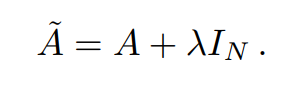 Ã = A + λI_N .